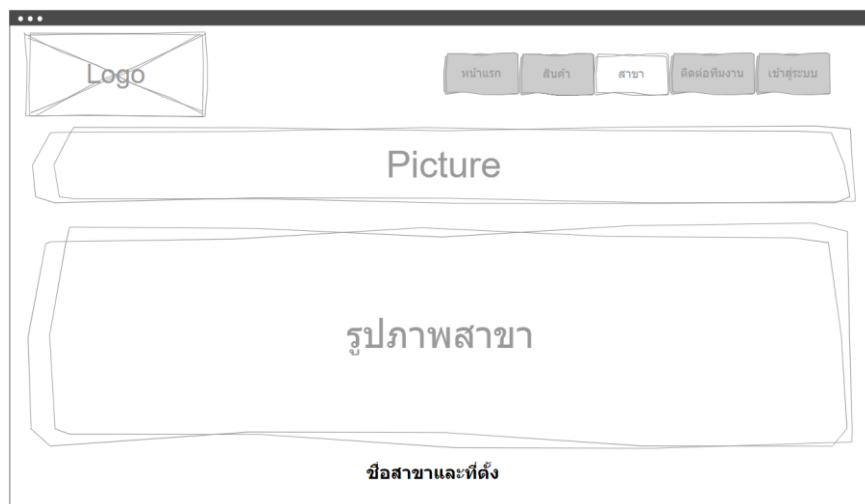 Logo
หน้าแรก สินค้า สาขา ติดต่อทีมงาน เข้าสู่ระบบ
Picture
รูปภาพสาขา
ชื่อสาขาและที่ตั้ง